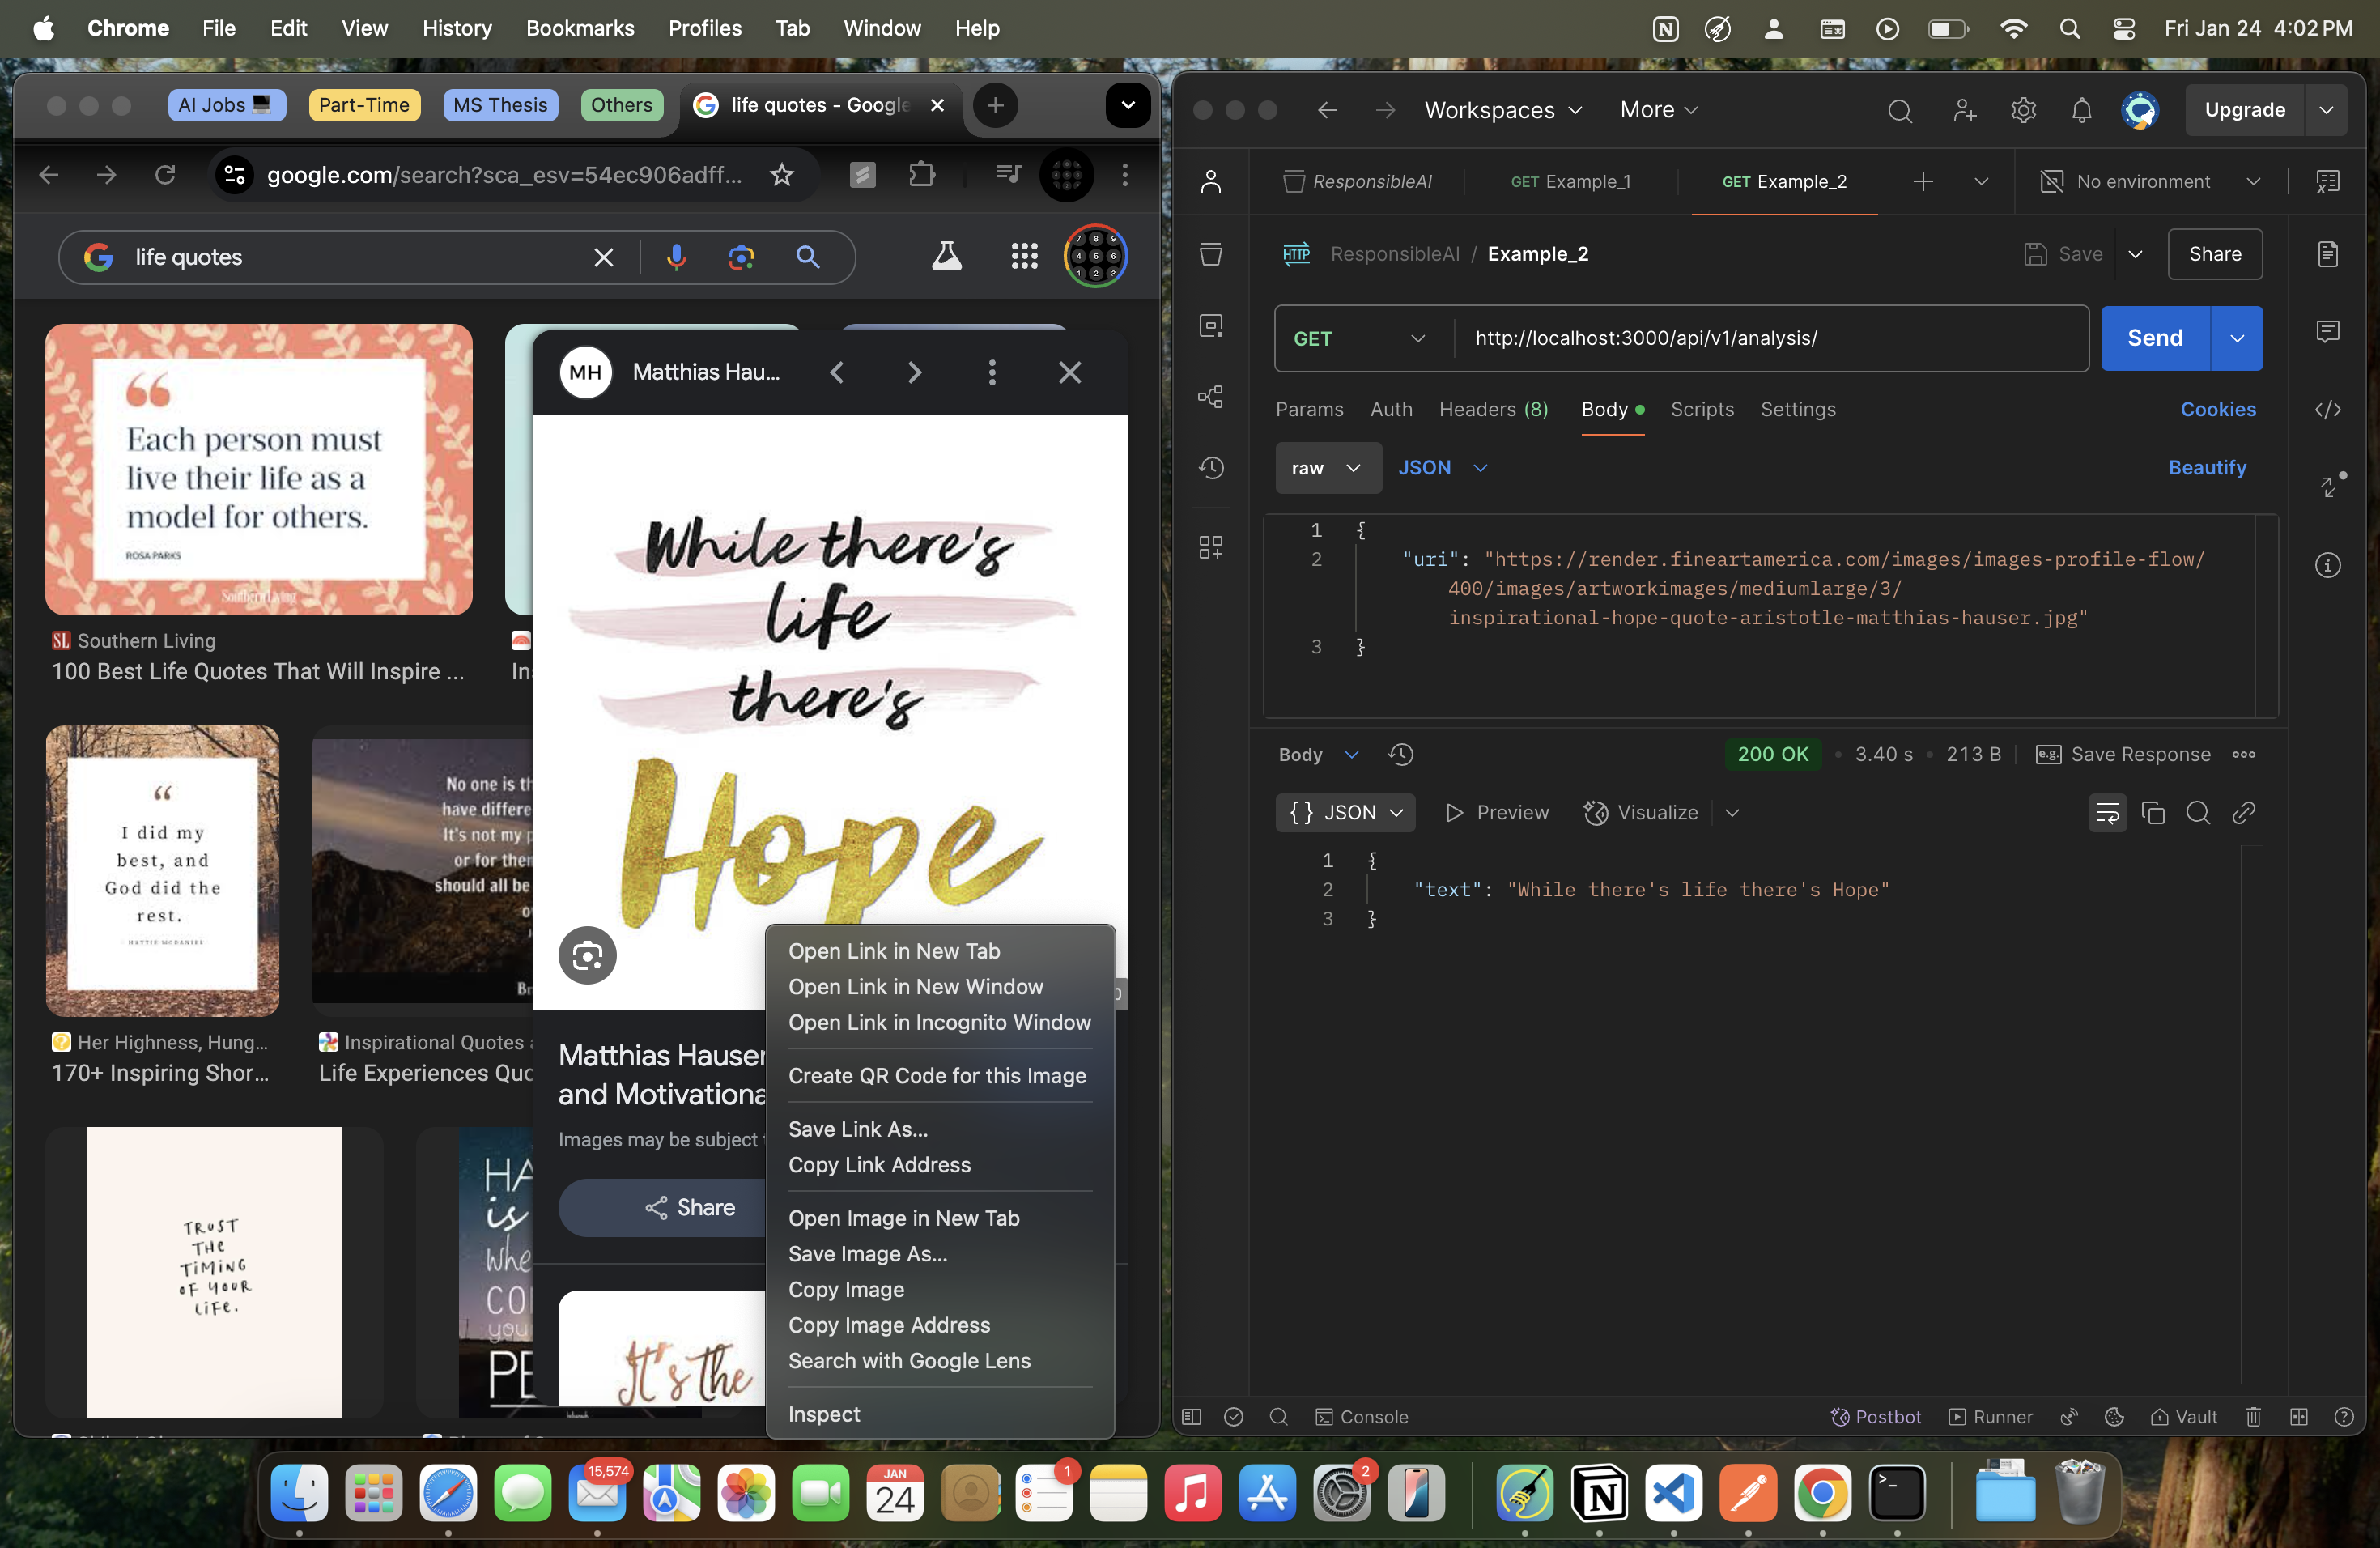 Chrome File Edit View History Bookmarks Profiles Tab Window Help
Fri Jan 24 4:02 PM
AI Jobs 💻 Part-Time MS Thesis Others life quotes - Google
google.com/search?sca_esv=54ec906adff...
life quotes
Each person must
live their life as a
model for others.
ROSA PARKS
Southern Living
SL Southern Living
100 Best Life Quotes That Will Inspire ...
In
MH Matthias Hau...
While there's
life
there's
Hope
I did my
best, and
God did the
rest.
- HATTIE MCDANIEL
No one is th
have differe
It's not my p
or for ther
should all be
Br
Her Highness, Hung...
170+ Inspiring Shor...
Inspirational Quotes
Life Experiences Quo
Matthias Hauser
and Motivationa
Images may be subject
Share
TRUST
THE
TIMING
OF YOUR
LIFE.
HA
is
whe
CO
you
PE
It's the
Open Link in New Tab
Open Link in New Window
Open Link in Incognito Window
Create QR Code for this Image
Save Link As...
Copy Link Address
Open Image in New Tab
Save Image As...
Copy Image
Copy Image Address
Search with Google Lens
Inspect
Workspaces More Upgrade
ResponsibleAI GET Example_1 GET Example_2 No environment
HTTP ResponsibleAI / Example_2 Save Share
GET http://localhost:3000/api/v1/analysis/ Send
Params Auth Headers (8) Body Scripts Settings Cookies
raw JSON Beautify
1 {
2 "uri": "https://render.fineartamerica.com/images/images-profile-flow/
400/images/artworkimages/mediumlarge/3/
inspirational-hope-quote-aristotle-matthias-hauser.jpg"
3 }
Body 200 OK • 3.40 s • 213 B e.g. Save Response
{} JSON Preview Visualize
1 {
2 "text": "While there's life there's Hope"
3 }
Console Postbot Runner Vault
15,574
JAN
24
1
2